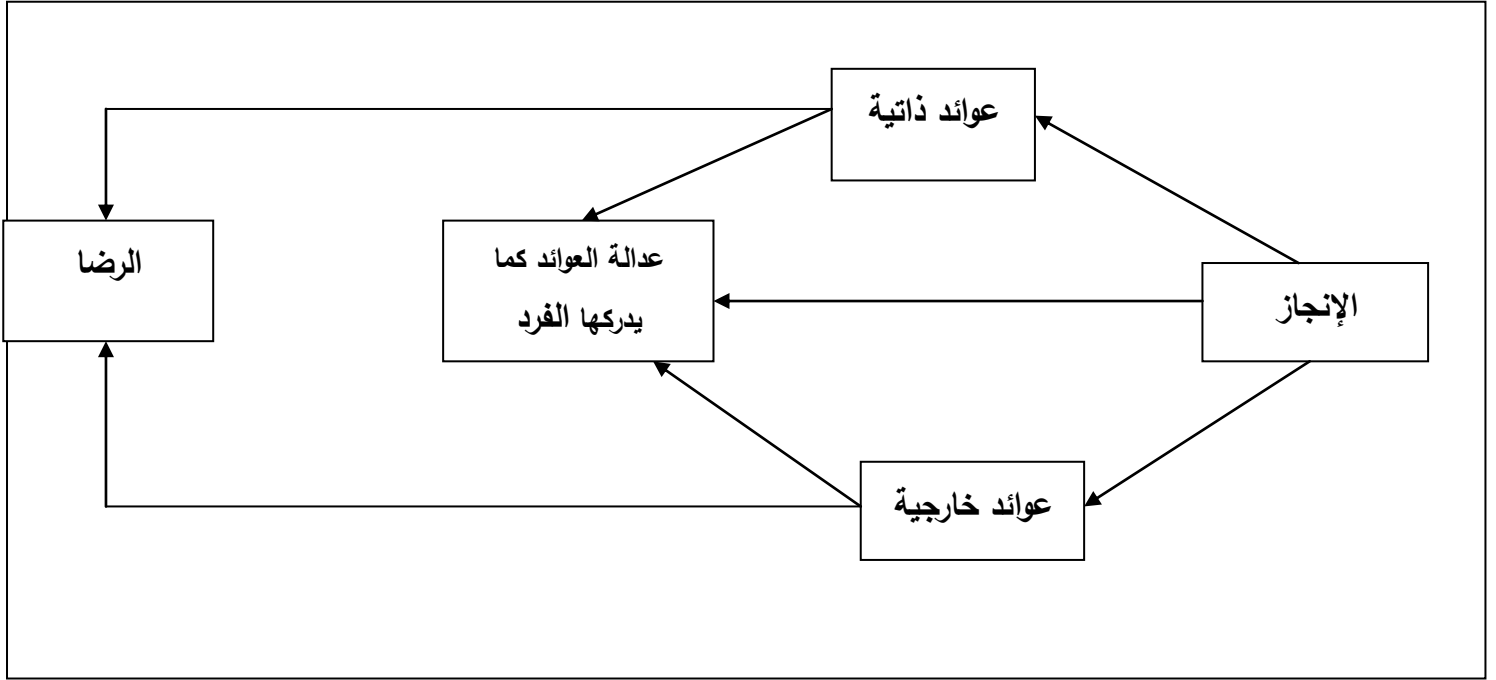 عوائد ذاتية
الرضا
عدالة العوائد كما
يدركها الفرد
الإنجاز
عوائد خارجية